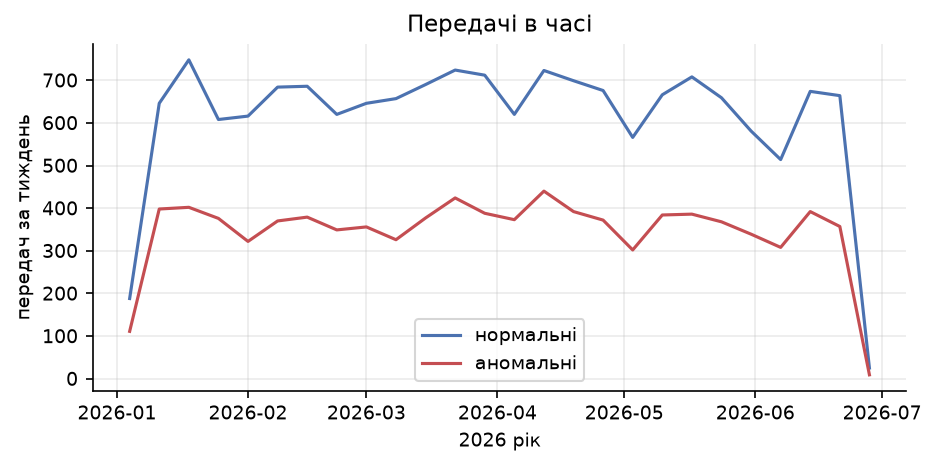 Передачі в часі
передач за тиждень
700
600
500
400
300
200
100
0
нормальні
аномальні
2026-01 2026-02 2026-03 2026-04 2026-05 2026-06 2026-07
2026 рік